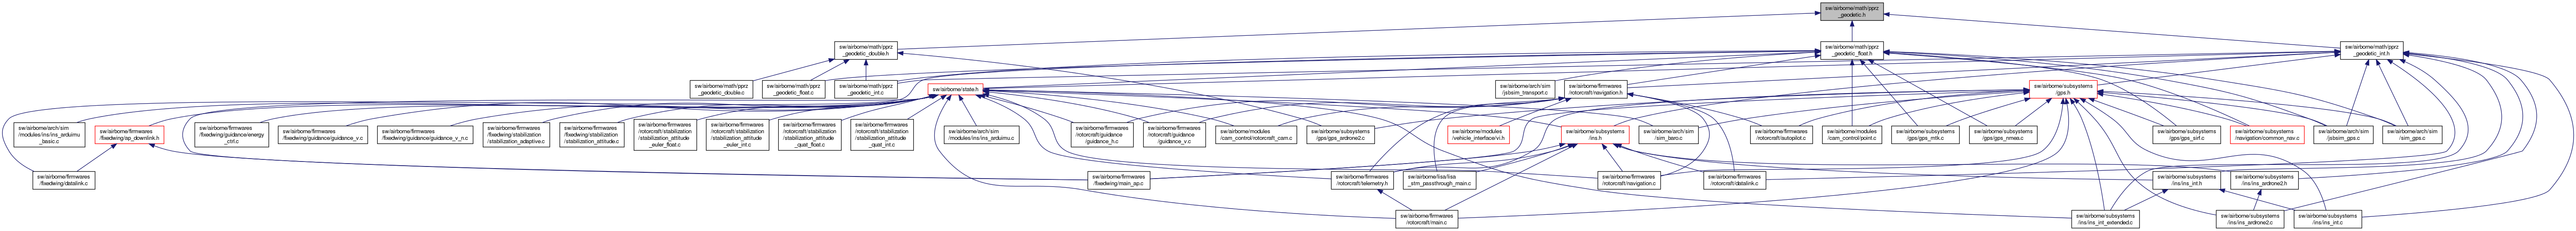 sw/airborne/math/pprz
_geodetic.h
sw/airborne/math/pprz
_geodetic_double.h
sw/airborne/math/pprz
_geodetic_float.h
sw/airborne/math/pprz
_geodetic_int.h
sw/airborne/math/pprz
_geodetic_double.c
sw/airborne/math/pprz
_geodetic_float.c
sw/airborne/math/pprz
_geodetic_int.c
sw/airborne/state.h
sw/airborne/arch/sim
/jsbsim_transport.c
sw/airborne/firmwares
/rotorcraft/navigation.h
sw/airborne/subsystems
/gps.h
sw/airborne/arch/sim
/modules/ins/ins_arduimu
_basic.c
sw/airborne/firmwares
/fixedwing/ap_downlink.h
sw/airborne/firmwares
/fixedwing/guidance/energy
_ctrl.c
sw/airborne/firmwares
/fixedwing/guidance/guidance_v.c
sw/airborne/firmwares
/fixedwing/guidance/guidance_v_n.c
sw/airborne/firmwares
/fixedwing/stabilization
/stabilization_adaptive.c
sw/airborne/firmwares
/fixedwing/stabilization
/stabilization_attitude.c
sw/airborne/firmwares
/rotorcraft/stabilization
/stabilization_attitude
_euler_float.c
sw/airborne/firmwares
/rotorcraft/stabilization
/stabilization_attitude
_euler_int.c
sw/airborne/firmwares
/rotorcraft/stabilization
/stabilization_attitude
_quat_float.c
sw/airborne/firmwares
/rotorcraft/stabilization
/stabilization_attitude
_quat_int.c
sw/airborne/arch/sim
/modules/ins/ins_arduimu.c
sw/airborne/firmwares
/rotorcraft/guidance
/guidance_h.c
sw/airborne/firmwares
/rotorcraft/guidance
/guidance_v.c
sw/airborne/modules
/cam_control/rotorcraft_cam.c
sw/airborne/subsystems
/gps/gps_ardrone2.c
sw/airborne/modules
/vehicle_interface/vi.h
sw/airborne/subsystems
/ins.h
sw/airborne/arch/sim
/sim_baro.c
sw/airborne/firmwares
/rotorcraft/autopilot.c
sw/airborne/modules
/cam_control/point.c
sw/airborne/subsystems
/gps/gps_mtk.c
sw/airborne/subsystems
/gps/gps_nmea.c
sw/airborne/subsystems
/gps/gps_sirf.c
sw/airborne/subsystems
/navigation/common_nav.c
sw/airborne/arch/sim
/jsbsim_gps.c
sw/airborne/arch/sim
/sim_gps.c
sw/airborne/firmwares
/fixedwing/datalink.c
sw/airborne/firmwares
/fixedwing/main_ap.c
sw/airborne/firmwares
/rotorcraft/telemetry.h
sw/airborne/lisa/lisa
_stm_passthrough_main.c
sw/airborne/firmwares
/rotorcraft/navigation.c
sw/airborne/firmwares
/rotorcraft/datalink.c
sw/airborne/subsystems
/ins/ins_int.h
sw/airborne/subsystems
/ins/ins_ardrone2.h
sw/airborne/firmwares
/rotorcraft/main.c
sw/airborne/subsystems
/ins/ins_int_extended.c
sw/airborne/subsystems
/ins/ins_ardrone2.c
sw/airborne/subsystems
/ins/ins_int.c